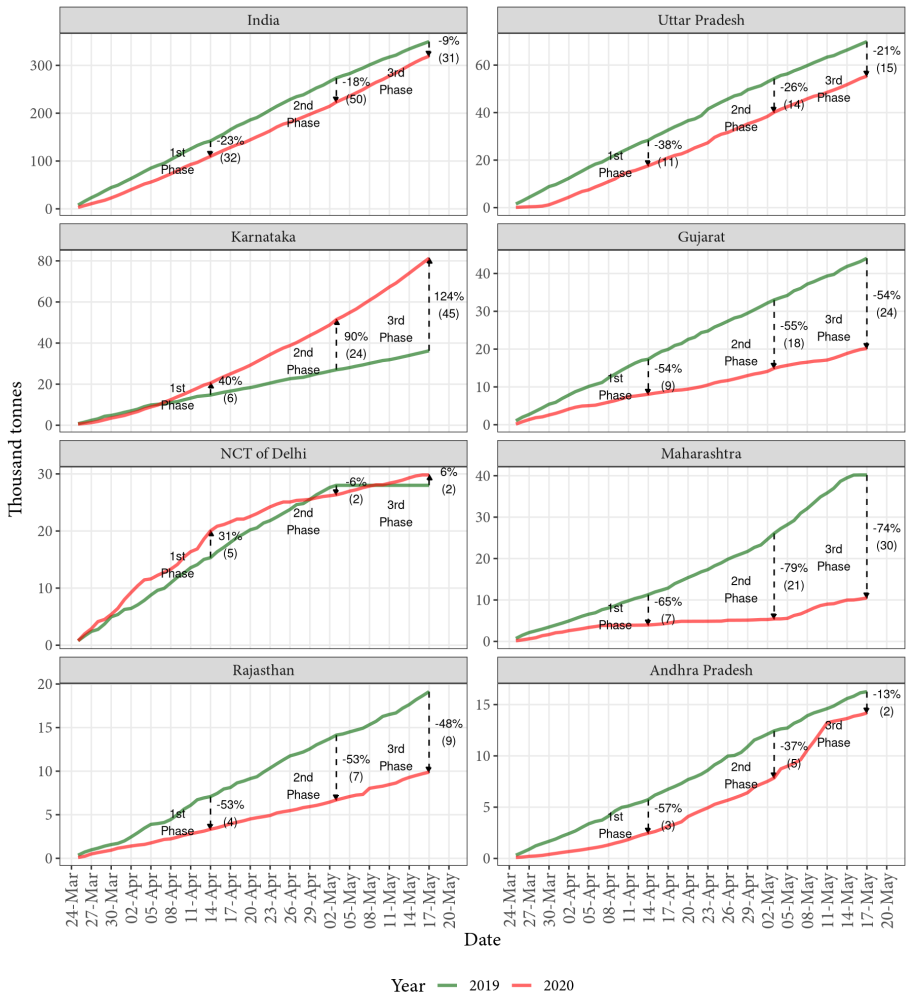 India
Uttar Pradesh
300
200
100
0
1st
Phase
-23%
(32)
2nd
Phase
-18%
(50)
3rd
Phase
-9%
(31)
60
40
20
0
1st
Phase
-38%
(11)
2nd
Phase
-26%
(14)
3rd
Phase
-21%
(15)
Karnataka
Gujarat
80
60
40
20
0
1st
Phase
40%
(6)
2nd
Phase
90%
(24)
3rd
Phase
124%
(45)
40
30
20
10
0
1st
Phase
-54%
(9)
2nd
Phase
-55%
(18)
3rd
Phase
-54%
(24)
Thousand tonnes
NCT of Delhi
Maharashtra
30
20
10
0
1st
Phase
31%
(5)
2nd
Phase
-6%
(2)
3rd
Phase
6%
(2)
40
30
20
10
0
1st
Phase
-65%
(7)
2nd
Phase
-79%
(21)
3rd
Phase
-74%
(30)
Rajasthan
Andhra Pradesh
20
15
10
5
0
1st
Phase
-53%
(4)
2nd
Phase
-53%
(7)
3rd
Phase
-48%
(9)
15
10
5
0
1st
Phase
-57%
(3)
2nd
Phase
-37%
(5)
3rd
Phase
-13%
(2)
24-Mar
27-Mar
30-Mar
02-Apr
05-Apr
08-Apr
11-Apr
14-Apr
17-Apr
20-Apr
23-Apr
26-Apr
29-Apr
02-May
05-May
08-May
11-May
14-May
17-May
20-May
24-Mar
27-Mar
30-Mar
02-Apr
05-Apr
08-Apr
11-Apr
14-Apr
17-Apr
20-Apr
23-Apr
26-Apr
29-Apr
02-May
05-May
08-May
11-May
14-May
17-May
20-May
Date
Year 2019 2020